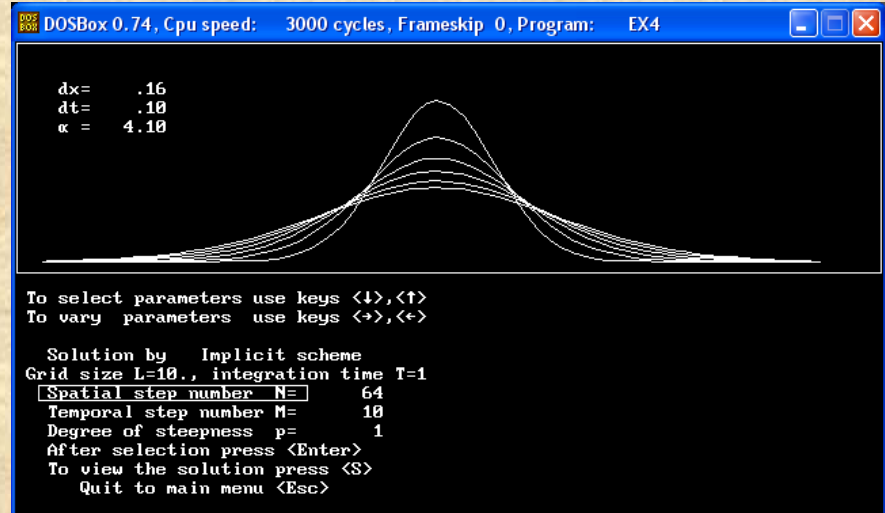 DOSBox 0.74, Cpu speed: 3000 cycles, Frameskip 0, Program: EX4
dx= .16
dt= .10
α = 4.10
To select parameters use keys <↓>,<↑>
To vary parameters use keys <→>,<←>
Solution by Implicit scheme
Grid size L=10., integration time T=1
Spatial step number N= 64
Temporal step number M= 10
Degree of steepness p= 1
After selection press <Enter>
To view the solution press <S>
Quit to main menu <Esc>